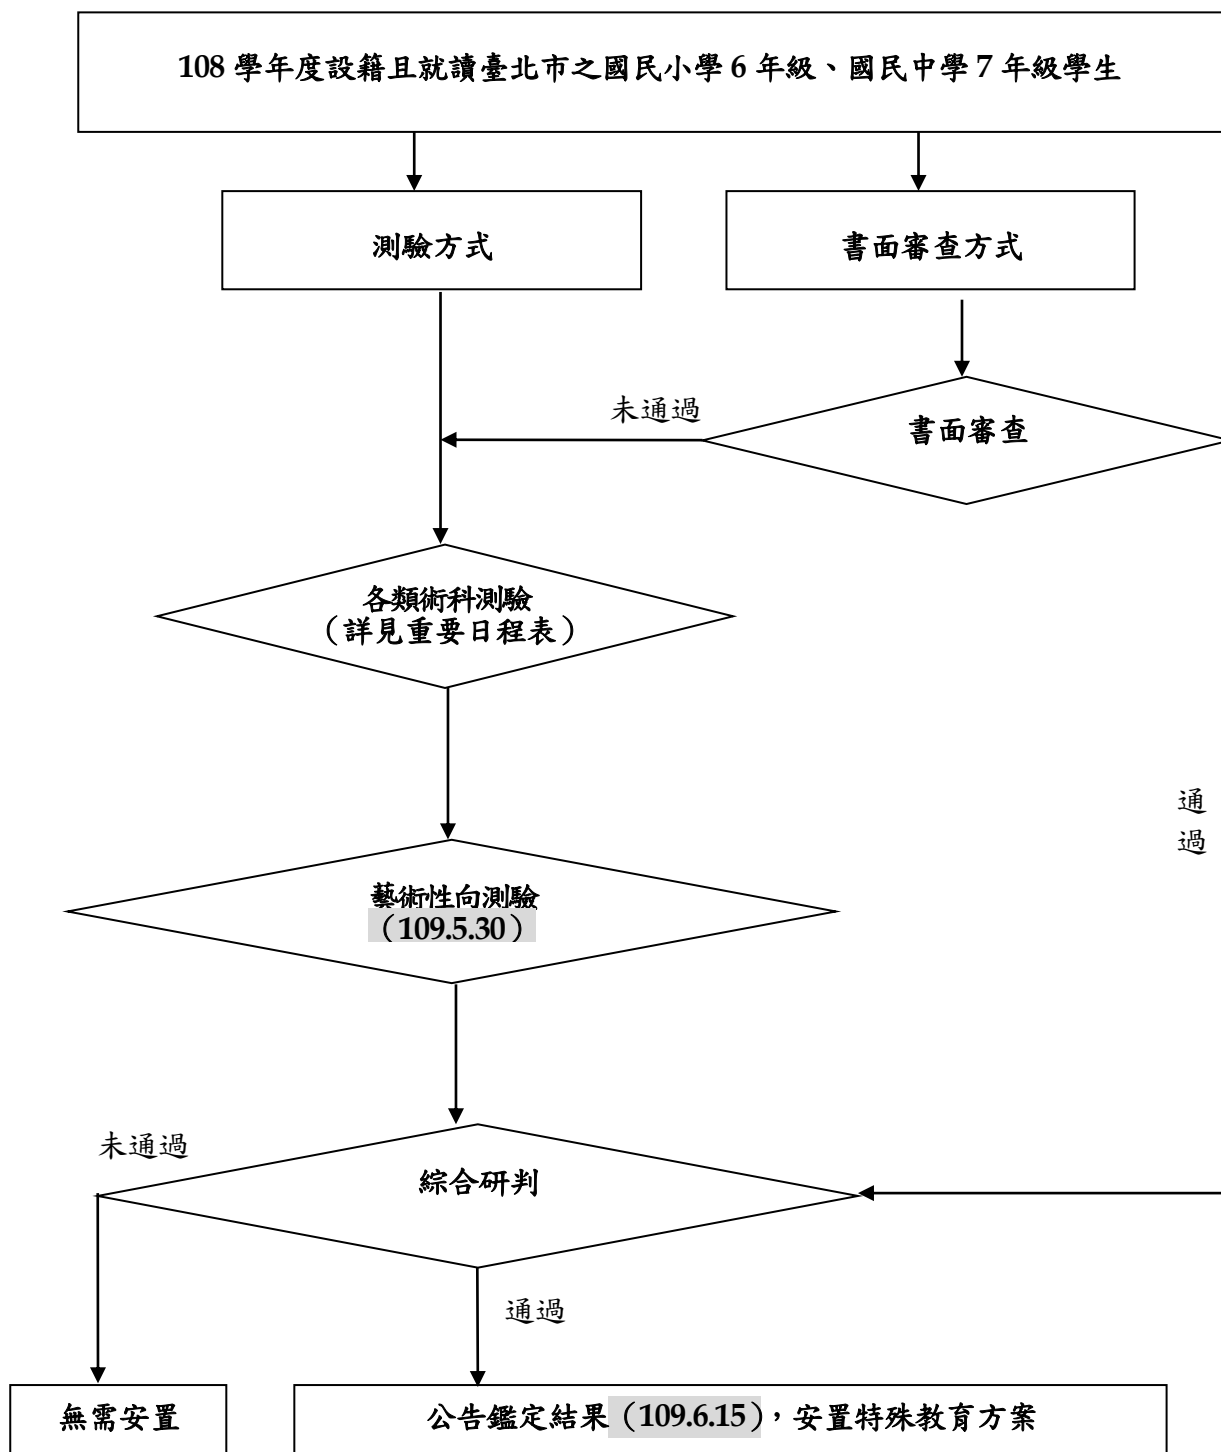 108 學年度設籍且就讀臺北市之國民小學 6 年級、國民中學 7 年級學生
測驗方式
書面審查方式
未通過
書面審查
各類術科測驗
（詳見重要日程表）
通
過
藝術性向測驗
（109.5.30）
未通過
綜合研判
通過
無需安置
公告鑑定結果（109.6.15），安置特殊教育方案